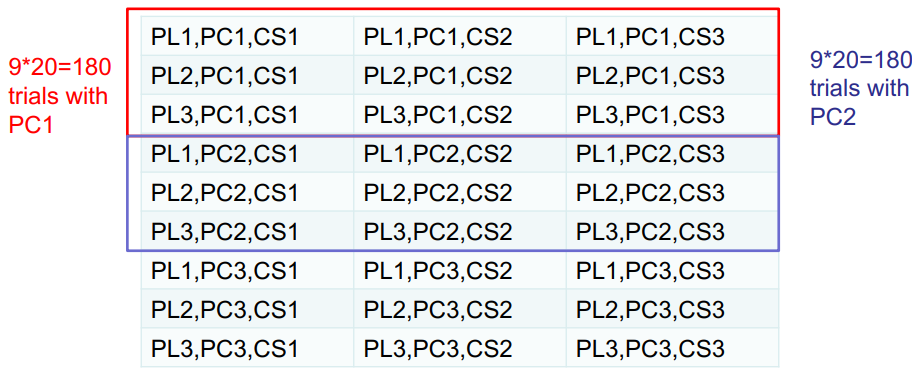 9*20=180
trials with
PC1
PL1,PC1,CS1 PL1,PC1,CS2 PL1,PC1,CS3
PL2,PC1,CS1 PL2,PC1,CS2 PL2,PC1,CS3
PL3,PC1,CS1 PL3,PC1,CS2 PL3,PC1,CS3
PL1,PC2,CS1 PL1,PC2,CS2 PL1,PC2,CS3
PL2,PC2,CS1 PL2,PC2,CS2 PL2,PC2,CS3
PL3,PC2,CS1 PL3,PC2,CS2 PL3,PC2,CS3
PL1,PC3,CS1 PL1,PC3,CS2 PL1,PC3,CS3
PL2,PC3,CS1 PL2,PC3,CS2 PL2,PC3,CS3
PL3,PC3,CS1 PL3,PC3,CS2 PL3,PC3,CS3
9*20=180
trials with
PC2